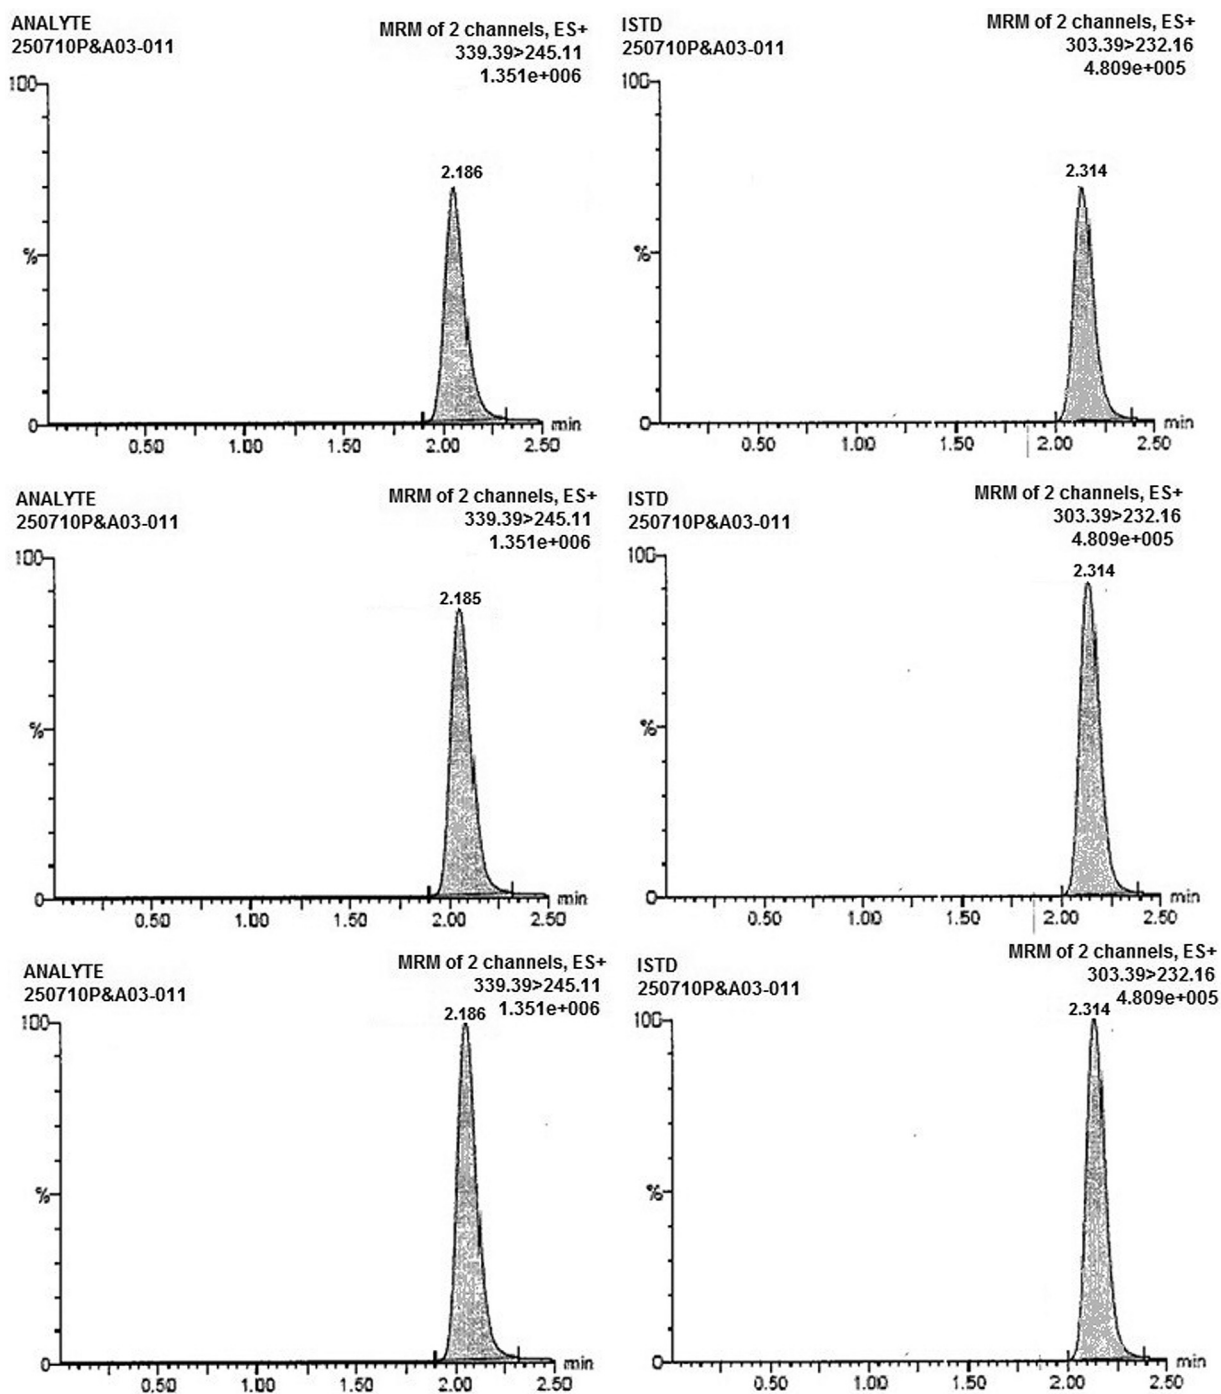 ANALYTE
250710P&A03-011
MRM of 2 channels, ES+
339.39>245.11
1.351e+006
100
2.186
%
0
0.50 1.00 1.50 2.00 2.50 min
ISTD
250710P&A03-011
MRM of 2 channels, ES+
303.39>232.16
4.809e+005
100
2.314
%
0
0.50 1.00 1.50 2.00 2.50 min
ANALYTE
250710P&A03-011
MRM of 2 channels, ES+
339.39>245.11
1.351e+006
100
2.185
%
0
0.50 1.00 1.50 2.00 2.50 min
ISTD
250710P&A03-011
MRM of 2 channels, ES+
303.39>232.16
4.809e+005
100
2.314
%
0
0.50 1.00 1.50 2.00 2.50 min
ANALYTE
250710P&A03-011
MRM of 2 channels, ES+
339.39>245.11
1.351e+006
100
2.186
%
0
0.50 1.00 1.50 2.00 2.50 min
ISTD
250710P&A03-011
MRM of 2 channels, ES+
303.39>232.16
4.809e+005
100
2.314
%
0
0.50 1.00 1.50 2.00 2.50 min